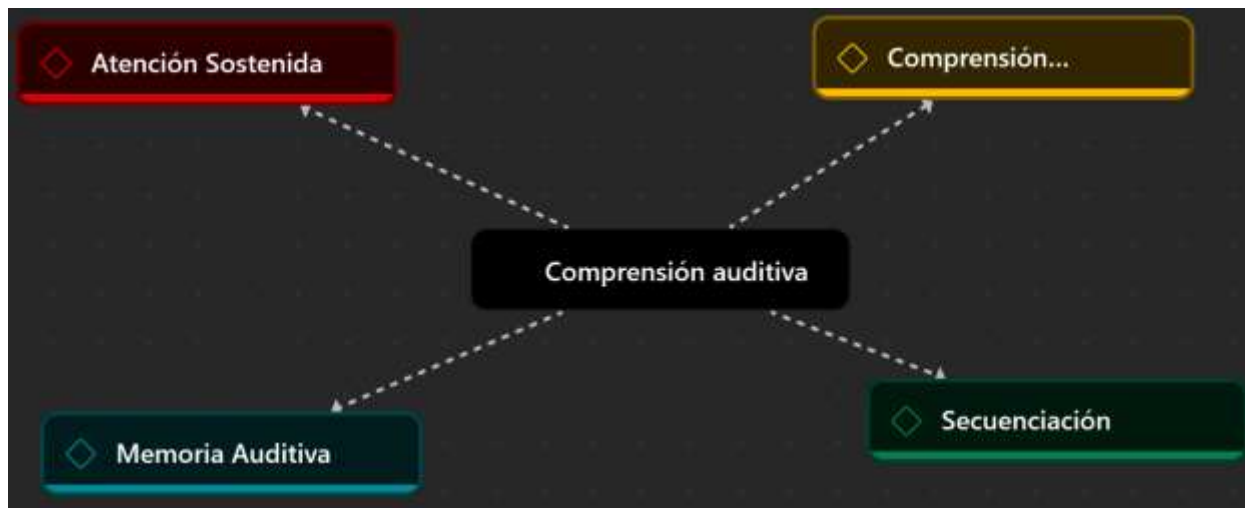 Atención Sostenida
Comprensión...
Comprensión auditiva
Secuenciación
Memoria Auditiva